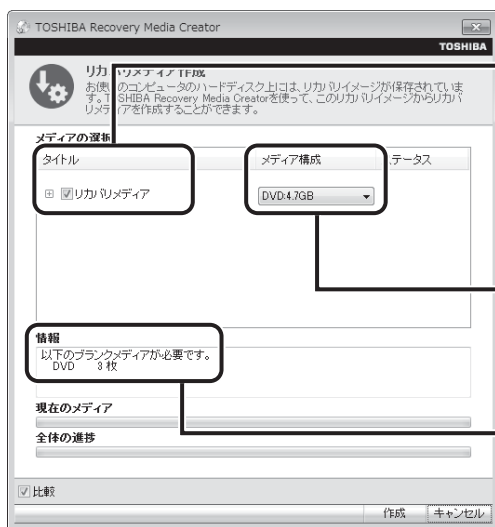 TOSHIBA Recovery Media Creator
TOSHIBA
リカバリメディア作成
お使いのコンピュータのハードディスク上には、リカバリイメージが保存されていま
す。TOSHIBA Recovery Media Creatorを使って、このリカバリイメージからリカバ
リメディアを作成することができます。
メディアの選択
タイトル メディア構成 テータス
リカバリメディア DVD:4.7GB
情報
以下のブランクメディアが必要です。
DVD 3 枚
現在のメディア
全体の進捗
比較
作成 キャンセル